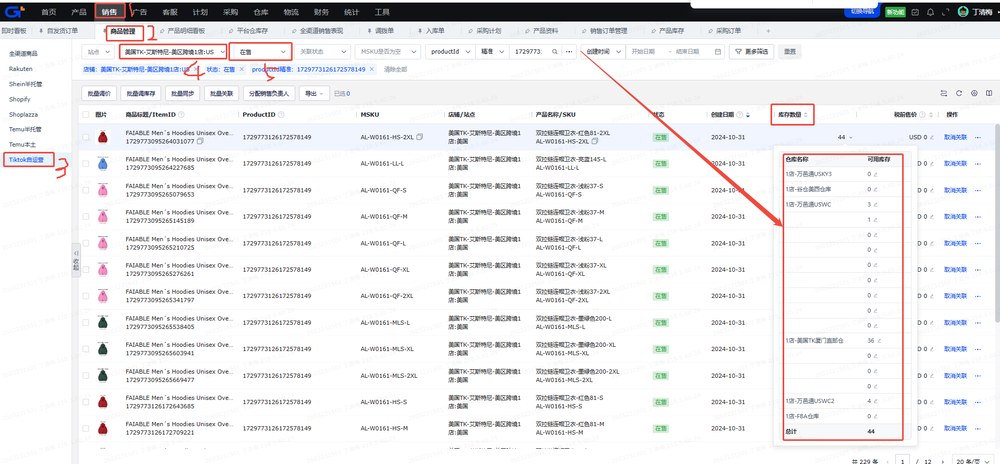 首页 产品 销售 广告 客服 计划 采购 仓库 物流 财务 统计 工具 切换导航 新功能 丁清梅
即时看板 自发货订单 商品管理 产品明细看板 平台仓库存 全渠道销售表现 调拨单 入库单 采购计划 产品资料 销售订单管理 产品库存 采购订单
站点 美国TK-艾斯特尼-美区跨境1店:US 在售 关联状态 MSKU是否为空 productId 精准 1729773: 创建时间 开始日期 - 结束日期 更多筛选 重置
店铺: 美国TK-艾斯特尼-美区跨境1店:US 状态: 在售 productId精准: 1729773126172578149 清除全部
全渠道商品
Rakuten
Shein半托管
Shopify
Shoplazza
Temu半托管
Temu本土
Tiktok自运营
收起
批量调价 批量调库存 批量同步 批量关联 分配销售负责人 导出 已选 0
图片 商品标题/ItemID ProductID MSKU 店铺/站点 产品名称/SKU 状态 创建日期 库存数量 税前售价 操作
FAIABLE Men´s Hoodies Unisex Ove...
1729773095264031077 1729773126172578149 AL-W0161-HS-2XL 美国TK-艾斯特尼-美区跨境1店:美国 双拉链连帽卫衣-红色81-2XL AL-W0161-HS-2XL 在售 2024-10-31 44 USD 0 取消关联
FAIABLE Men´s Hoodies Unisex Ove...
1729773095264227685 1729773126172578149 AL-W0161-LL-L 美国TK-艾斯特尼-美区跨境1店:美国 双拉链连帽卫衣-亮蓝145-L AL-W0161-LL-L 在售 2024-10-31 D 0 取消关联
FAIABLE Men´s Hoodies Unisex Ove...
1729773095265079653 1729773126172578149 AL-W0161-QF-S 美国TK-艾斯特尼-美区跨境1店:美国 双拉链连帽卫衣-浅粉37-S AL-W0161-QF-S 在售 2024-10-31 D 0 取消关联
FAIABLE Men´s Hoodies Unisex Ove...
1729773095265145189 1729773126172578149 AL-W0161-QF-M 美国TK-艾斯特尼-美区跨境1店:美国 双拉链连帽卫衣-浅粉37-M AL-W0161-QF-M 在售 2024-10-31 D 0 取消关联
FAIABLE Men´s Hoodies Unisex Ove...
1729773095265210725 1729773126172578149 AL-W0161-QF-L 美国TK-艾斯特尼-美区跨境1店:美国 双拉链连帽卫衣-浅粉37-L AL-W0161-QF-L 在售 2024-10-31 D 0 取消关联
FAIABLE Men´s Hoodies Unisex Ove...
1729773095265276261 1729773126172578149 AL-W0161-QF-XL 美国TK-艾斯特尼-美区跨境1店:美国 双拉链连帽卫衣-浅粉37-XL AL-W0161-QF-XL 在售 2024-10-31 D 0 取消关联
FAIABLE Men´s Hoodies Unisex Ove...
1729773095265341797 1729773126172578149 AL-W0161-QF-2XL 美国TK-艾斯特尼-美区跨境1店:美国 双拉链连帽卫衣-浅粉37-2XL AL-W0161-QF-2XL 在售 2024-10-31 D 0 取消关联
FAIABLE Men´s Hoodies Unisex Ove...
1729773095265538405 1729773126172578149 AL-W0161-MLS-L 美国TK-艾斯特尼-美区跨境1店:美国 双拉链连帽卫衣-墨绿色200-L AL-W0161-MLS-L 在售 2024-10-31 D 0 取消关联
FAIABLE Men´s Hoodies Unisex Ove...
1729773095265603941 1729773126172578149 AL-W0161-MLS-XL 美国TK-艾斯特尼-美区跨境1店:美国 双拉链连帽卫衣-墨绿色200-XL AL-W0161-MLS-XL 在售 2024-10-31 D 0 取消关联
FAIABLE Men´s Hoodies Unisex Ove...
1729773095265669477 1729773126172578149 AL-W0161-MLS-2XL 美国TK-艾斯特尼-美区跨境1店:美国 双拉链连帽卫衣-墨绿色200-2XL AL-W0161-MLS-2XL 在售 2024-10-31 D 0 取消关联
FAIABLE Men´s Hoodies Unisex Ove...
1729773126172643685 1729773126172578149 AL-W0161-HS-S 美国TK-艾斯特尼-美区跨境1店:美国 双拉链连帽卫衣-红色81-S AL-W0161-HS-S 在售 2024-10-31 D 0 取消关联
FAIABLE Men´s Hoodies Unisex Ove...
1729773126172709221 1729773126172578149 AL-W0161-HS-M 美国TK-艾斯特尼-美区跨境1店:美国 双拉链连帽卫衣-红色81-M AL-W0161-HS-M 在售 2024-10-31 D 0 取消关联
仓库名称 可用库存
1店-万邑通USKY3 0
1店-谷仓美西仓库 0
1店-万邑通USWC 3
1
0
0
0
0
0
0
0
1店-美国TK厦门直邮仓 36
0
0
0
1店-万邑通USWC2 4
1店-FBA仓库 0
总计 44
共 229 条 1 / 12 20 条/页
1
2
3
4
5
2603231501 丁清梅 218.5.60.24